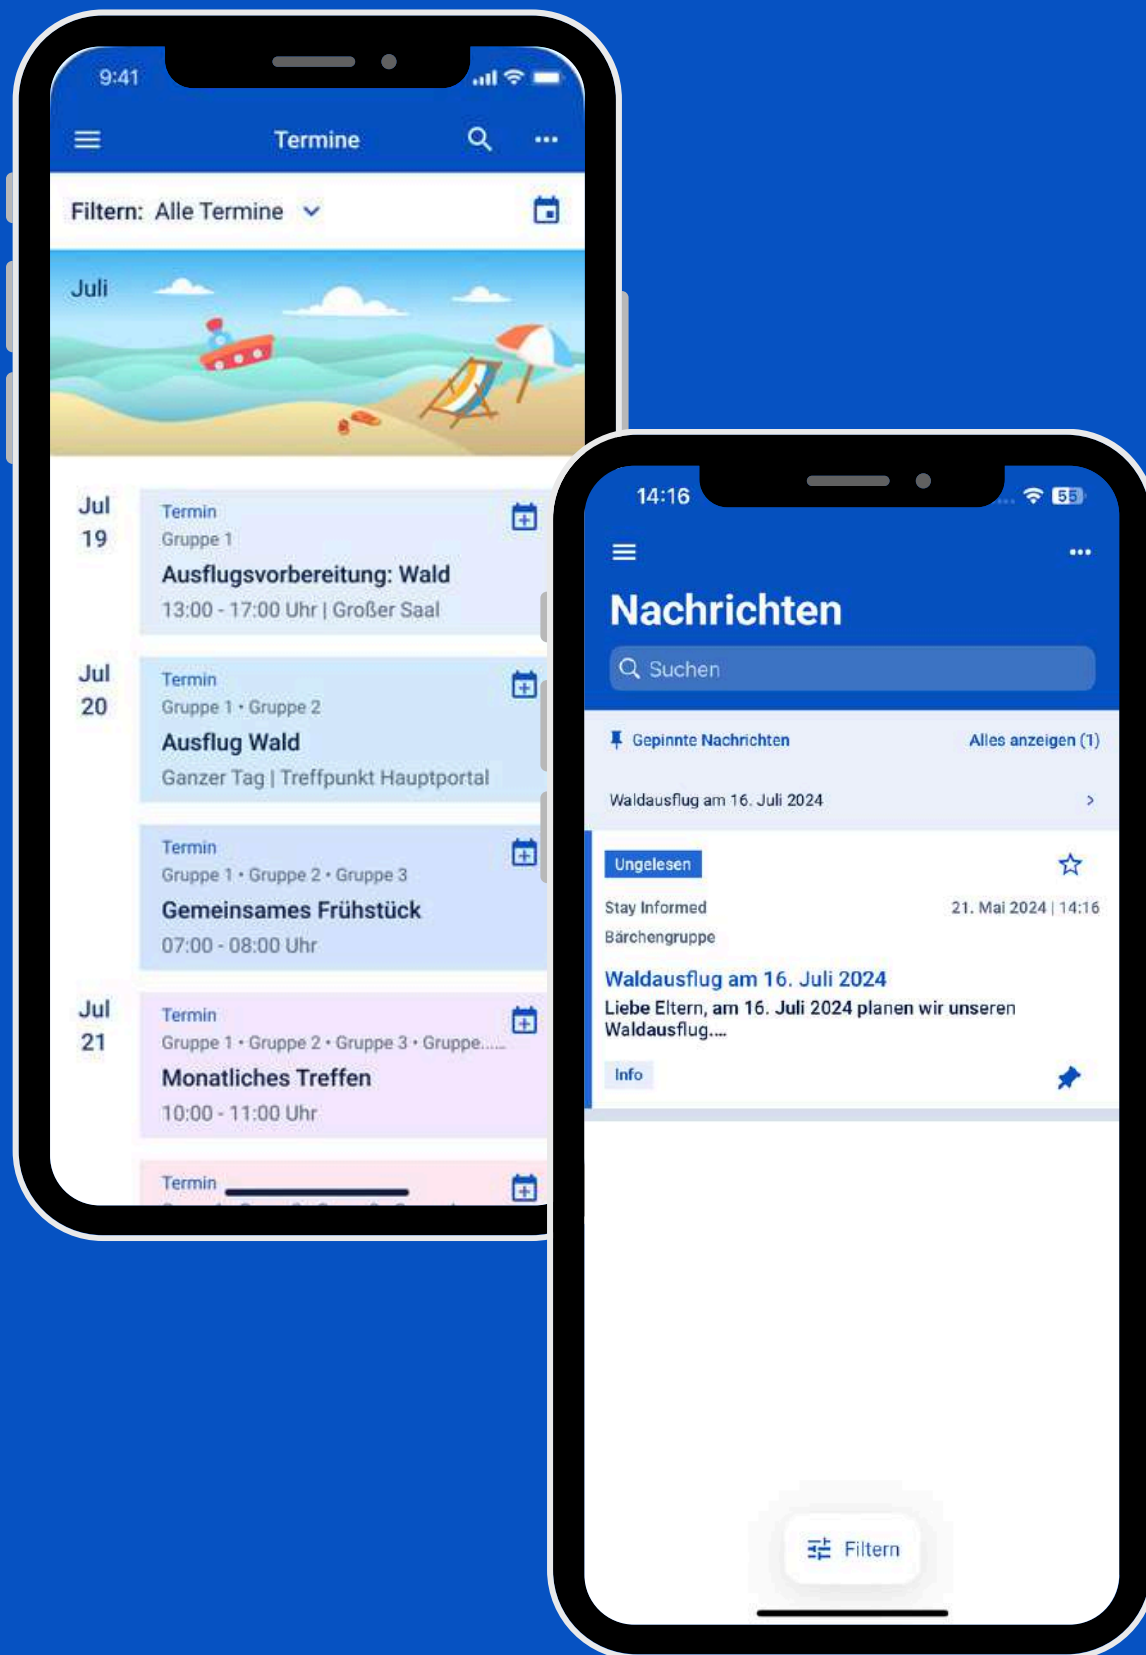 9:41
Termine
Filtern: Alle Termine
Juli
Jul
19
Termin
Gruppe 1
Ausflugsvorbereitung: Wald
13:00 - 17:00 Uhr | Großer Saal
Jul
20
Termin
Gruppe 1 • Gruppe 2
Ausflug Wald
Ganzer Tag | Treffpunkt Hauptportal
Termin
Gruppe 1 • Gruppe 2 • Gruppe 3
Gemeinsames Frühstück
07:00 - 08:00 Uhr
Jul
21
Termin
Gruppe 1 • Gruppe 2 • Gruppe 3 • Gruppe......
Monatliches Treffen
10:00 - 11:00 Uhr
Termin
14:16
55
Nachrichten
Suchen
Gepinnte Nachrichten Alles anzeigen (1)
Waldausflug am 16. Juli 2024
Ungelesen
Stay Informed 21. Mai 2024 | 14:16
Bärchengruppe
Waldausflug am 16. Juli 2024
Liebe Eltern, am 16. Juli 2024 planen wir unseren
Waldausflug....
Info
Filtern